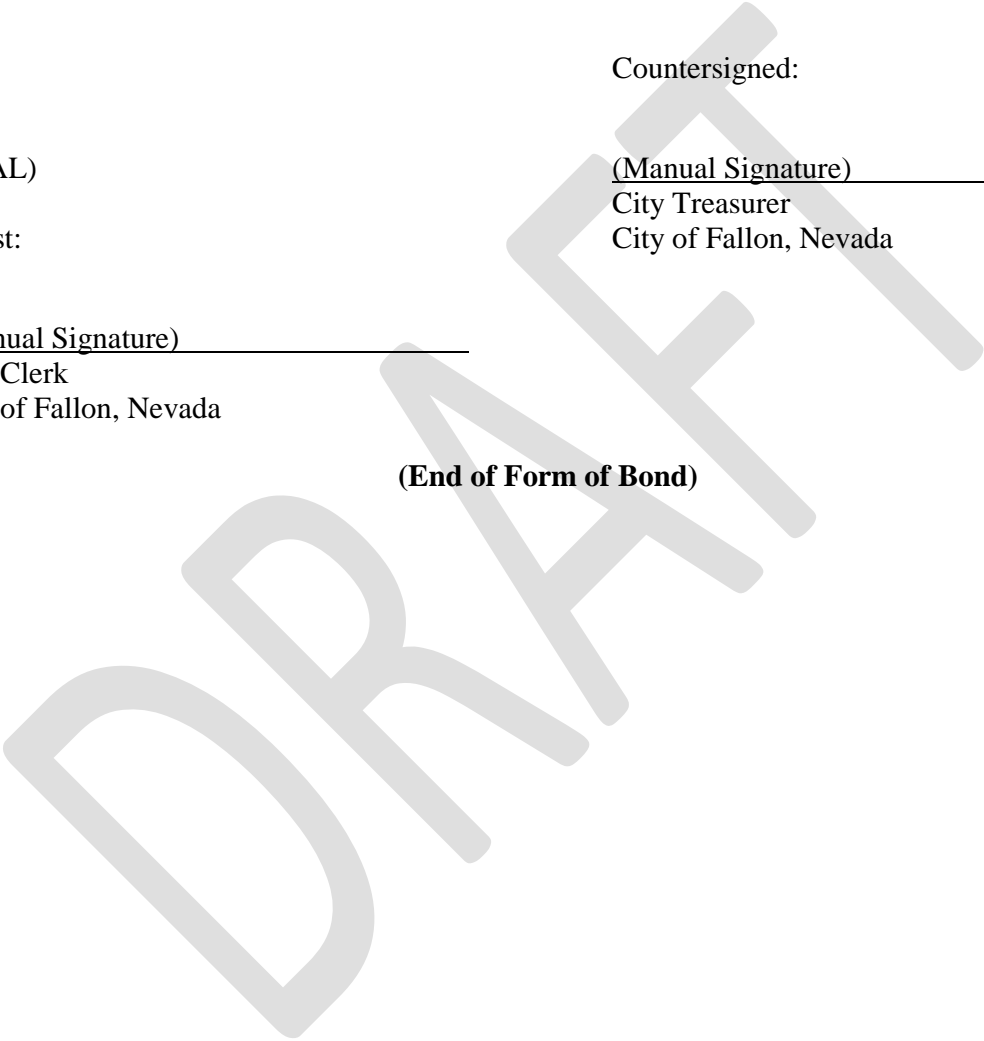 Countersigned:
AL) (Manual Signature)
City Treasurer
st: City of Fallon, Nevada
nual Signature)
Clerk
of Fallon, Nevada
(End of Form of Bond)
DRAFT